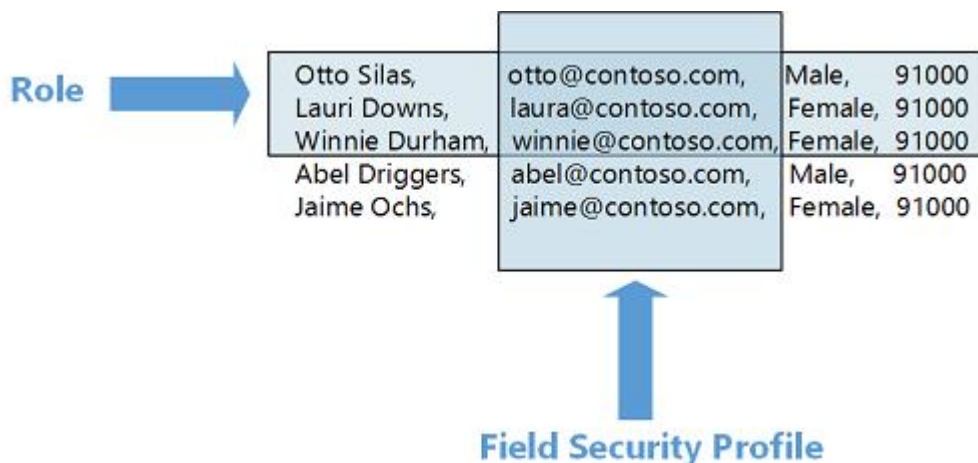 Otto Silas, otto@contoso.com, Male, 91000
Role
Lauri Downs, laura@contoso.com, Female, 91000
Winnie Durham, winnie@contoso.com, Female, 91000
Abel Driggers, abel@contoso.com, Male, 91000
Jaime Ochs, jaime@contoso.com, Female, 91000
Field Security Profile